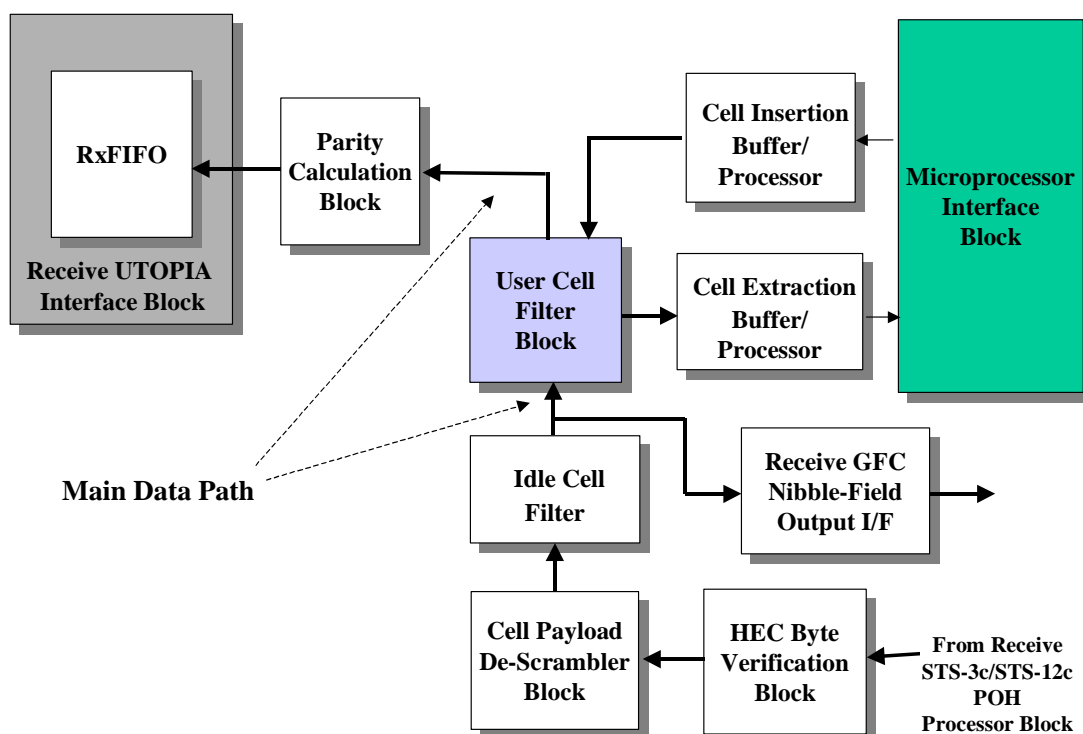 RxFIFO
Receive UTOPIA
Interface Block
Parity
Calculation
Block
Cell Insertion
Buffer/
Processor
Microprocessor
Interface
Block
User Cell
Filter
Block
Cell Extraction
Buffer/
Processor
Main Data Path
Idle Cell
Filter
Receive GFC
Nibble-Field
Output I/F
Cell Payload
De-Scrambler
Block
HEC Byte
Verification
Block
From Receive
STS-3c/STS-12c
POH
Processor Block